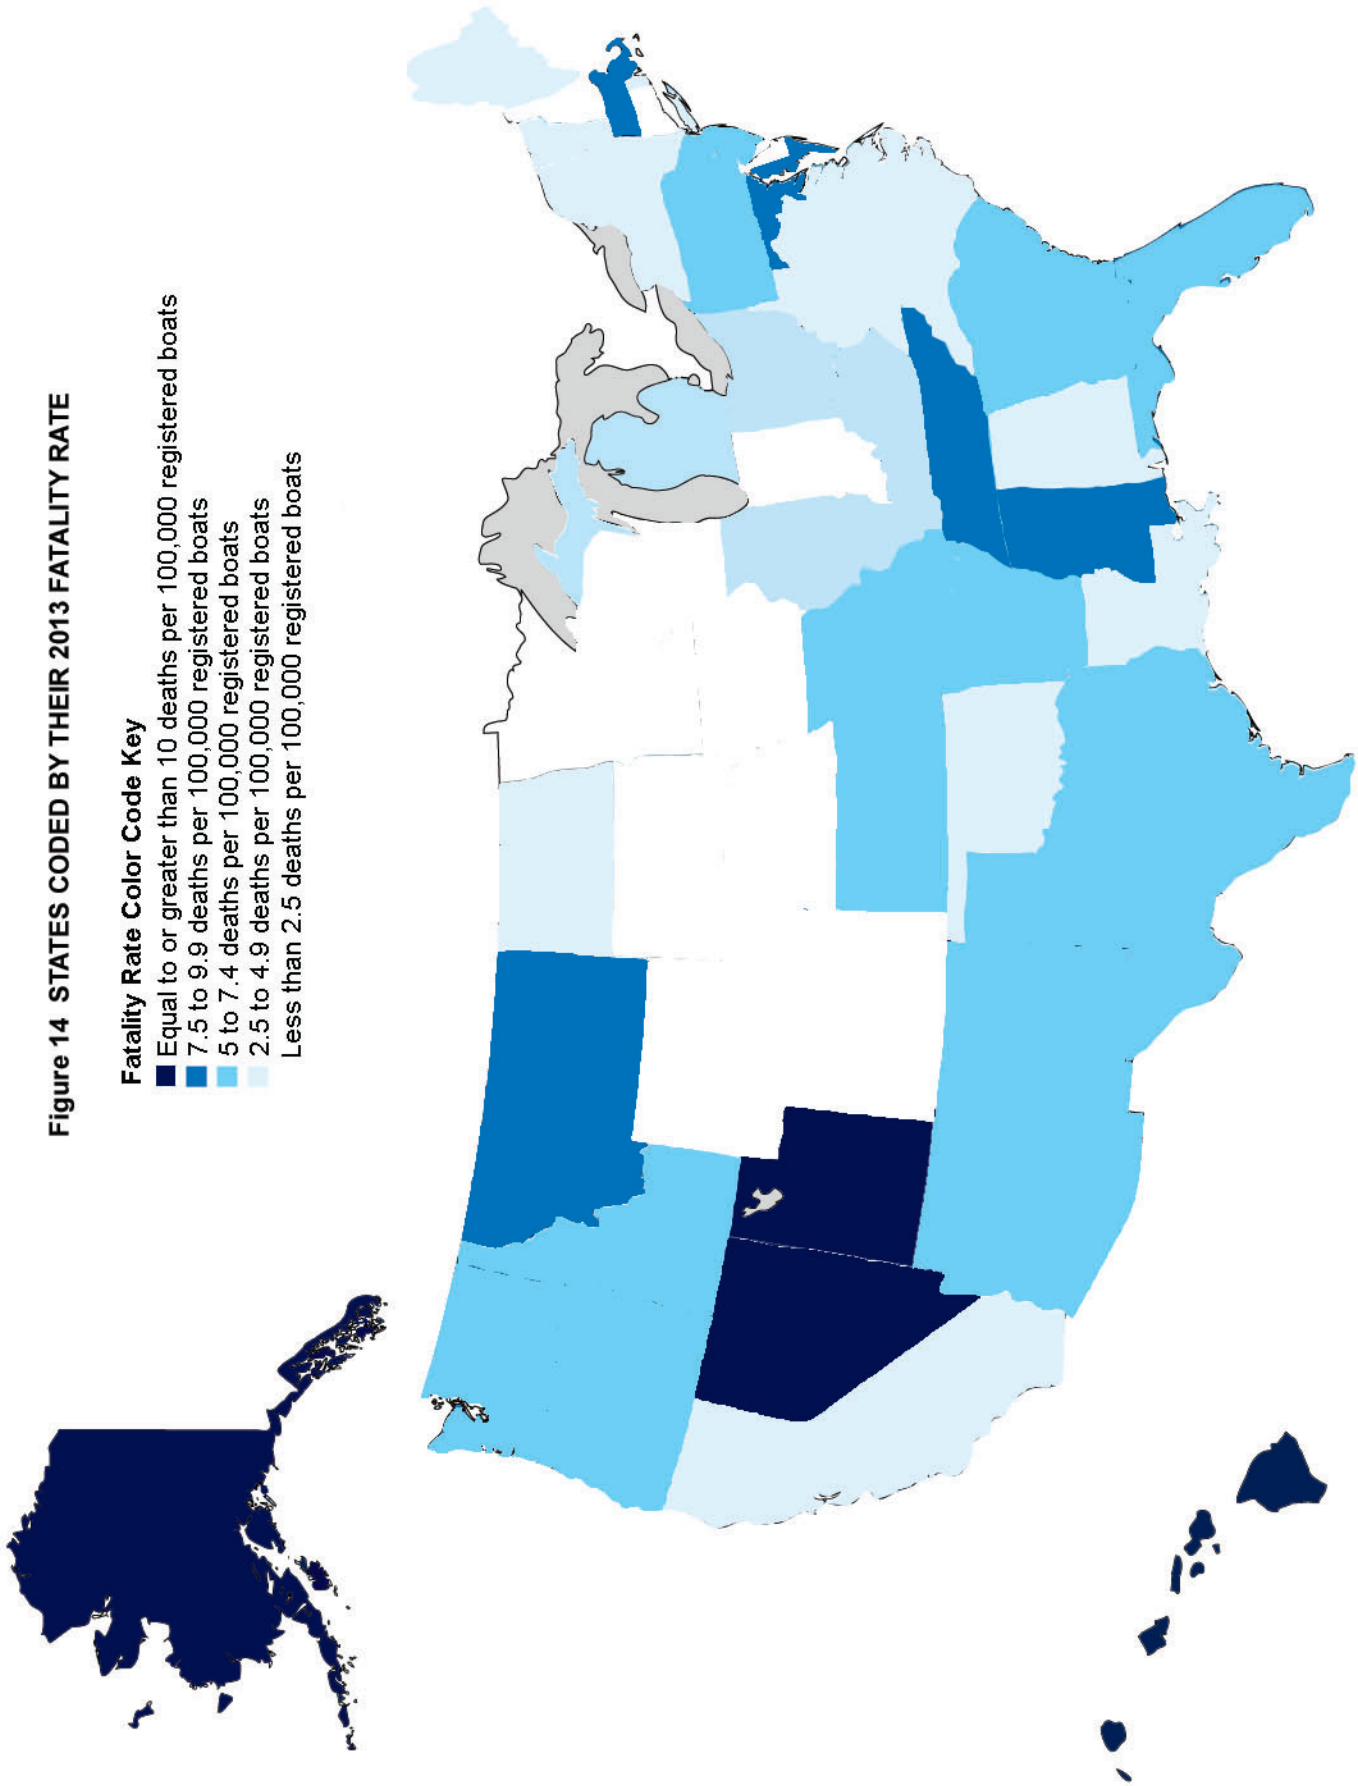 Figure 14 STATES CODED BY THEIR 2013 FATALITY RATE
Fatality Rate Color Code Key
Equal to or greater than 10 deaths per 100,000 registered boats
7.5 to 9.9 deaths per 100,000 registered boats
5 to 7.4 deaths per 100,000 registered boats
2.5 to 4.9 deaths per 100,000 registered boats
Less than 2.5 deaths per 100,000 registered boats